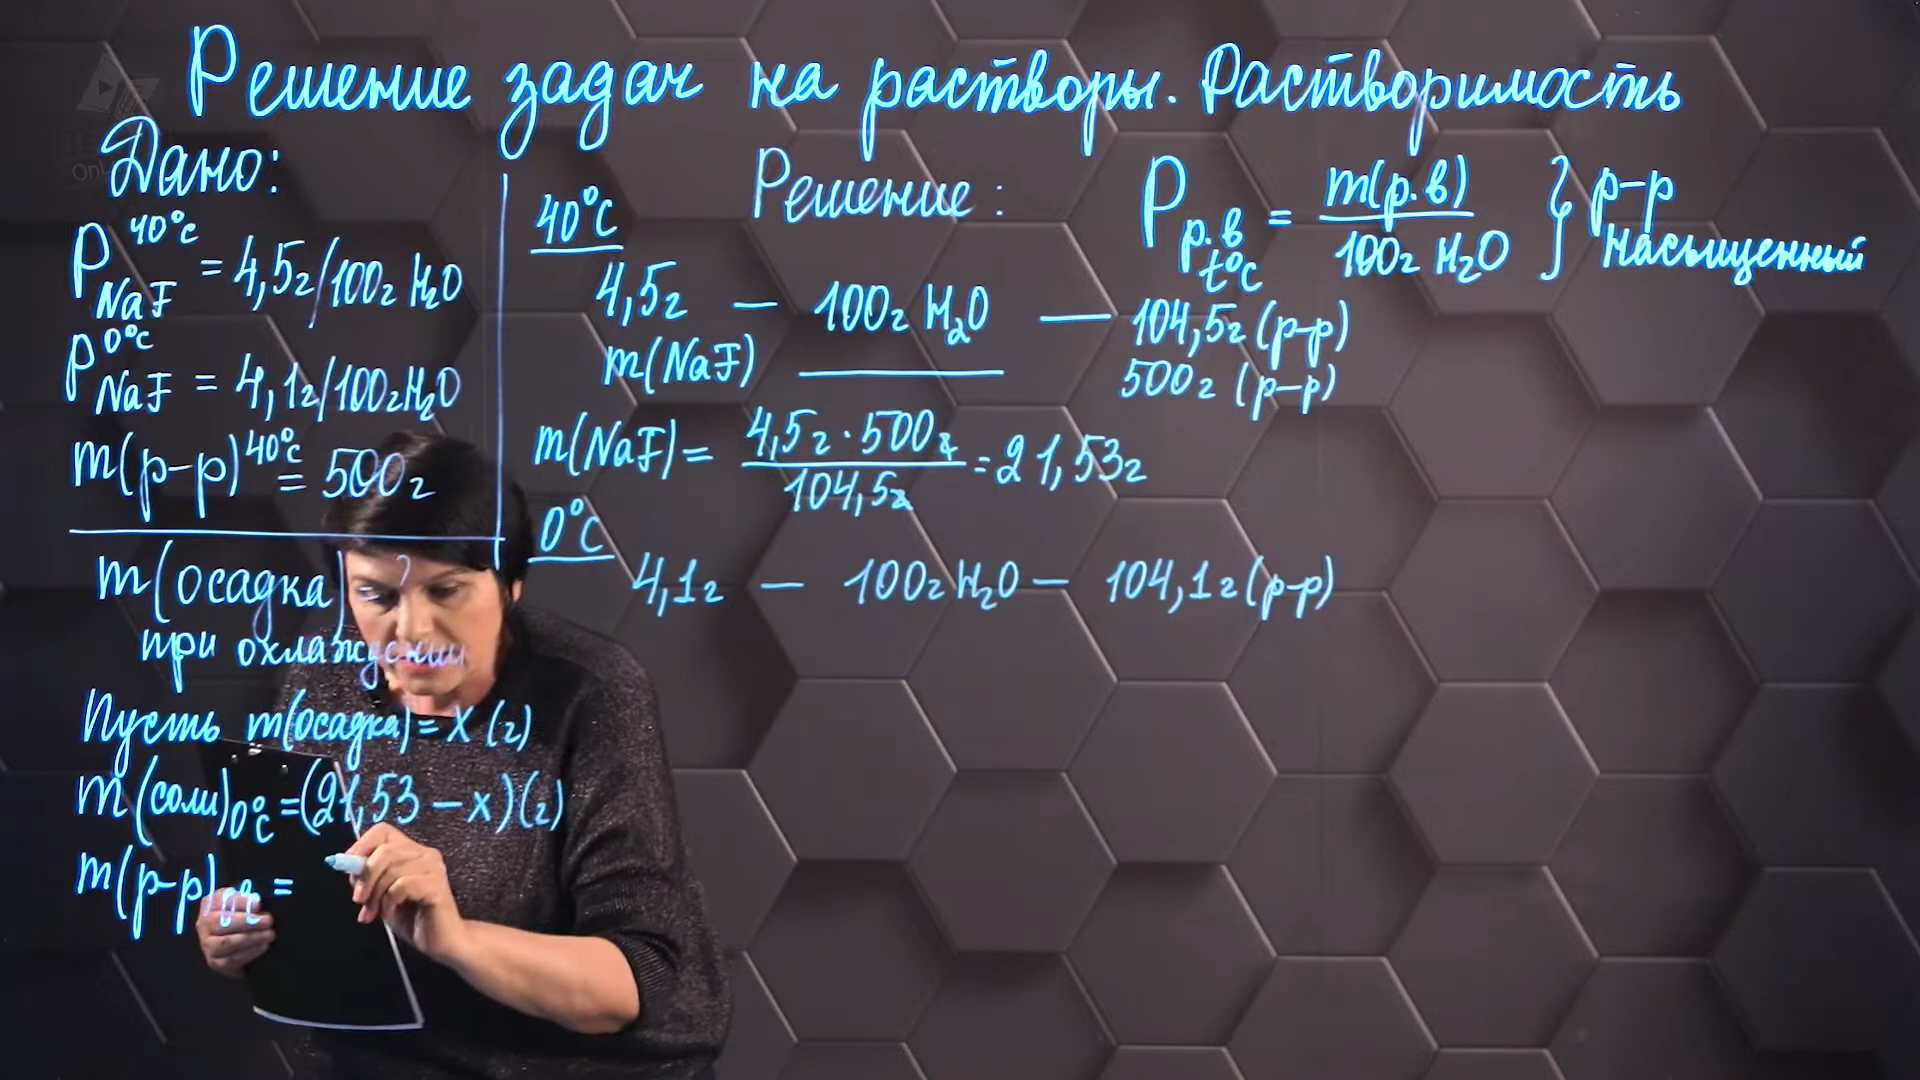 Решение задач на растворы. Растворимость
Дано:
P NaF 40°C = 4,5г/100г H₂O
P NaF 0°C = 4,1г/100г H₂O
m(р-р) 40°C = 500г
m(осадка) ?
при охлаждении
Пусть m(осадка) = x (г)
m(соли) 0°C = (21,53 - x)(г)
m(р-р) 0°C =
Решение:
P р.в t°C = m(р.в) / 100г H₂O } р-р насыщенный
40°C
4,5г — 100г H₂O — 104,5г (р-р)
m(NaF) — 500г (р-р)
m(NaF) = 4,5г · 500г / 104,5г = 21,53г
0°C
4,1г — 100г H₂O — 104,1г (р-р)